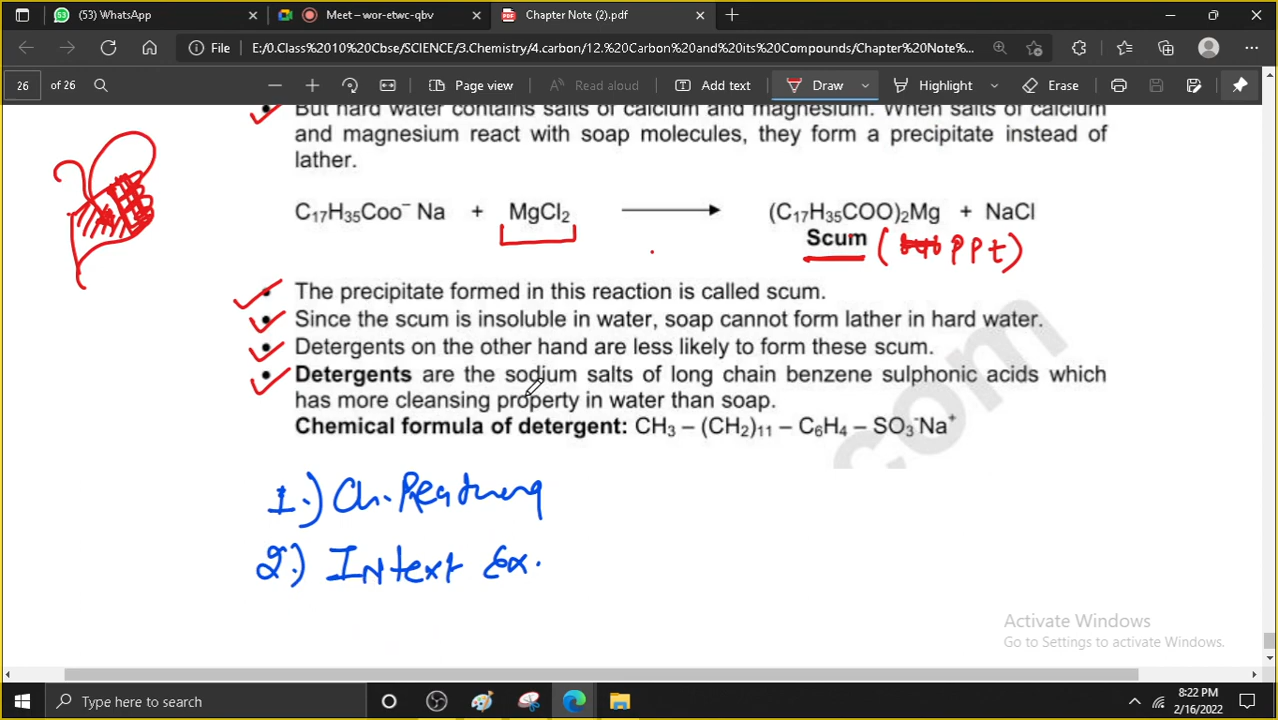 (53) WhatsApp
Meet – wor-etwc-qbv
Chapter Note (2).pdf
File
E:/0.Class%2010%20Cbse/SCIENCE/3.Chemistry/4.carbon/12.%20Carbon%20and%20its%20Compounds/Chapter%20Note%...
26 of 26
Page view
Read aloud
Add text
Draw
Highlight
Erase
But hard water contains salts of calcium and magnesium. When salts of calcium
and magnesium react with soap molecules, they form a precipitate instead of
lather.
C₁₇H₃₅Coo⁻ Na + MgCl₂ → (C₁₇H₃₅COO)₂Mg + NaCl
Scum ( PPt)
The precipitate formed in this reaction is called scum.
Since the scum is insoluble in water, soap cannot form lather in hard water.
Detergents on the other hand are less likely to form these scum.
Detergents are the sodium salts of long chain benzene sulphonic acids which
has more cleansing property in water than soap.
Chemical formula of detergent: CH₃ – (CH₂)₁₁ – C₆H₄ – SO₃⁻Na⁺
1.) Ch. Reading
2.) INtext Ex.
Activate Windows
Go to Settings to activate Windows.
Type here to search
8:22 PM
2/16/2022